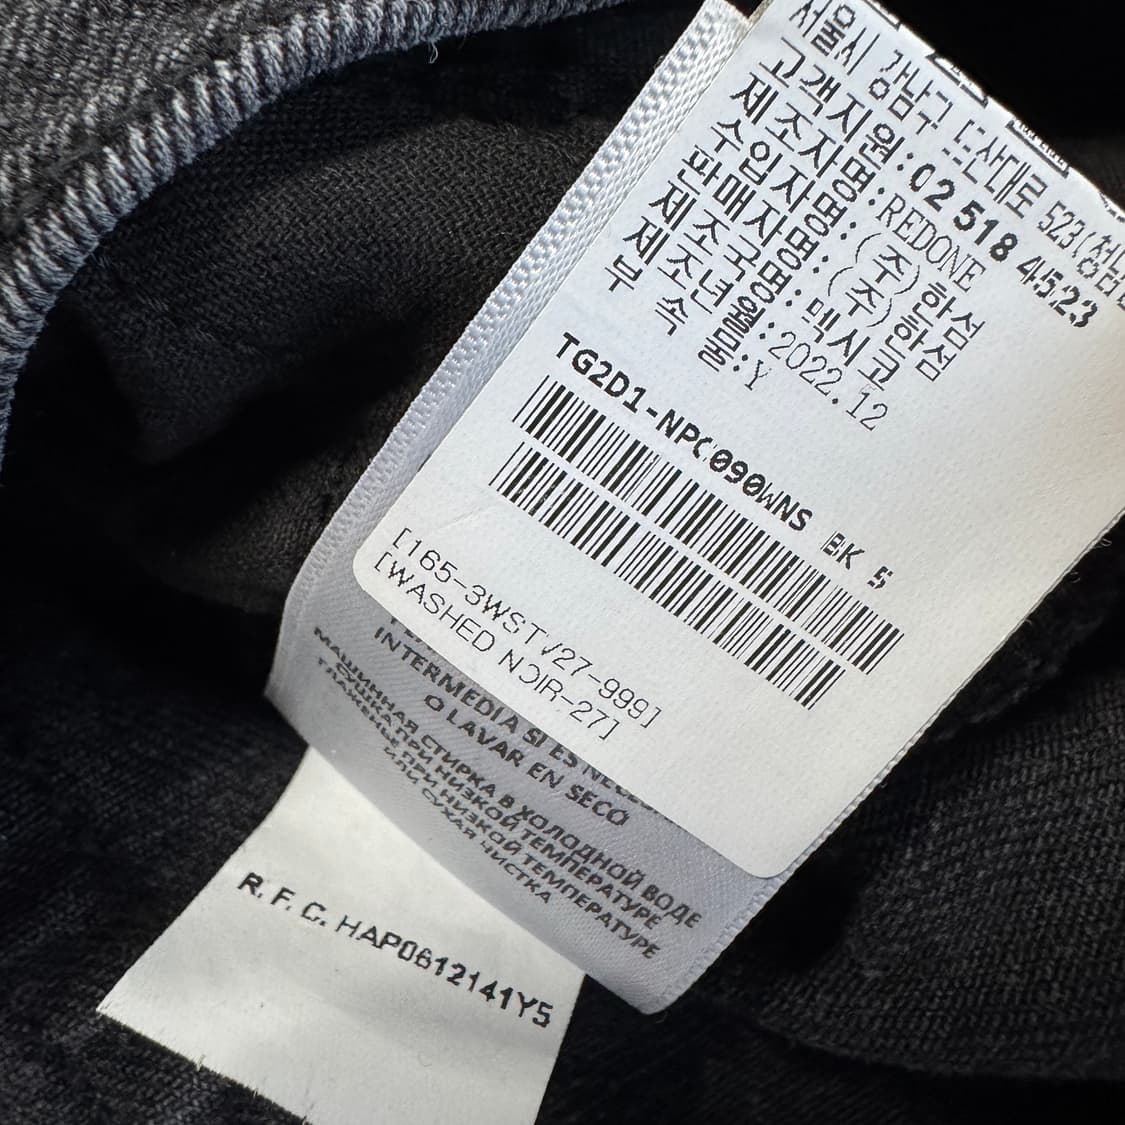 서울시 강남구 도산대로 523(청담
고객지원:02 518 4523
제조자명:REDONE
수입자명:(주)한섬
판매자명:(주)한섬
제조국명:멕시코
제조년월:2022.12
부 속 물:Y
TG2D1-NPC090WNS BK 5
[165-3WSTV27-999]
[WASHED NOIR-27]
INTERMEDIA SI ES
O LAVAR EN SECO
МАШИННАЯ СТИРКА В ХОЛОДНОЙ ВОДЕ
СУШКА ПРИ НИЗКОЙ ТЕМПЕРАТУРЕ
ГЛАЖЕНЬЕ ПРИ НИЗКОЙ ТЕМПЕРАТУРЕ
ИЛИ СУХАЯ ЧИСТКА
R.F.C. HAP0612141Y5